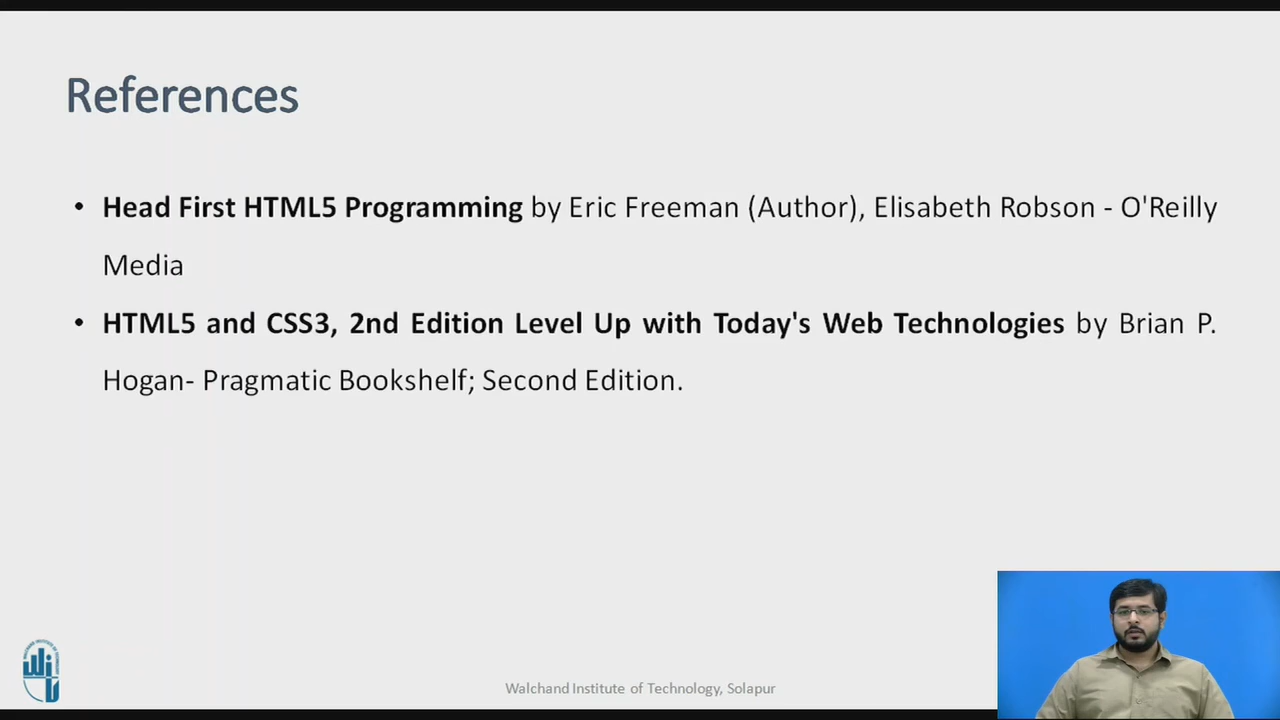 References
• Head First HTML5 Programming by Eric Freeman (Author), Elisabeth Robson - O'Reilly
Media
• HTML5 and CSS3, 2nd Edition Level Up with Today's Web Technologies by Brian P.
Hogan- Pragmatic Bookshelf; Second Edition.
Walchand Institute of Technology, Solapur